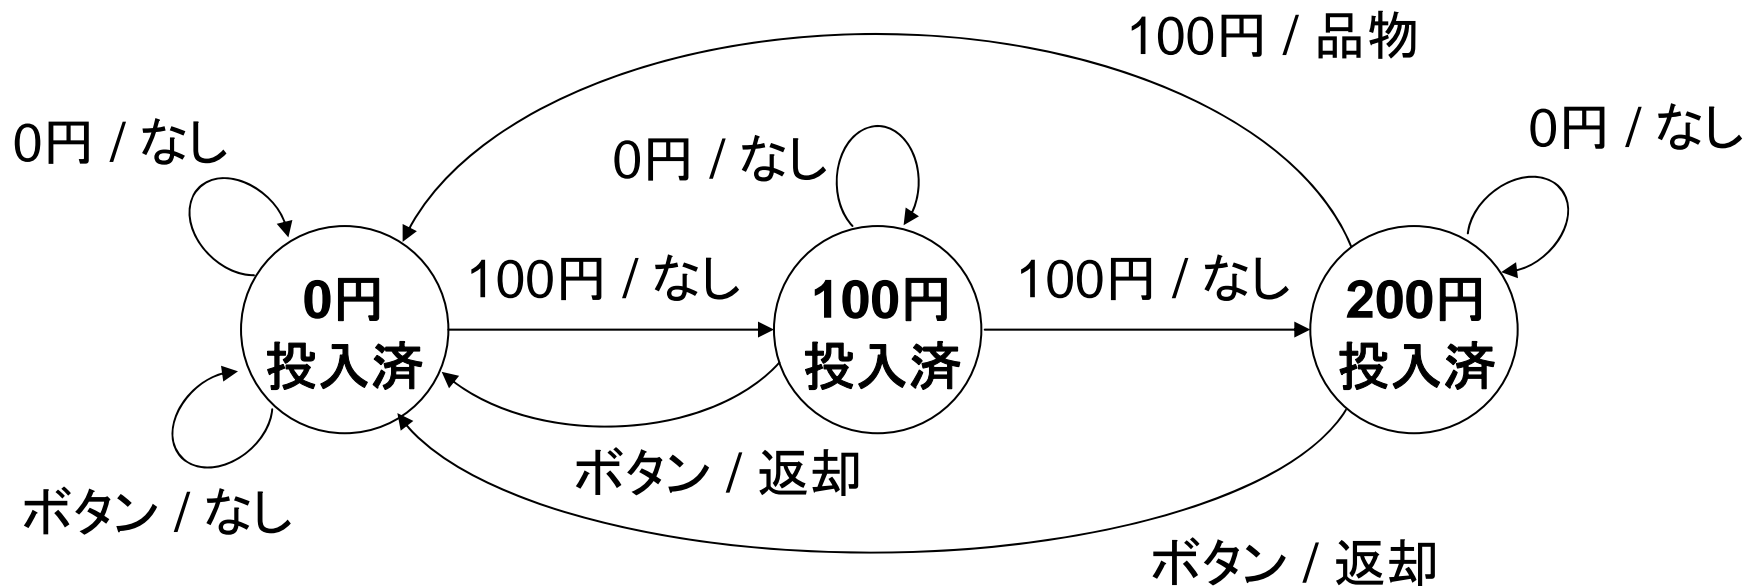 100円 / 品物
0円 / なし
0円 / なし
0円 / なし
100円 / なし
100円 / なし
0円
投入済
100円
投入済
200円
投入済
ボタン / 返却
ボタン / なし
ボタン / 返却